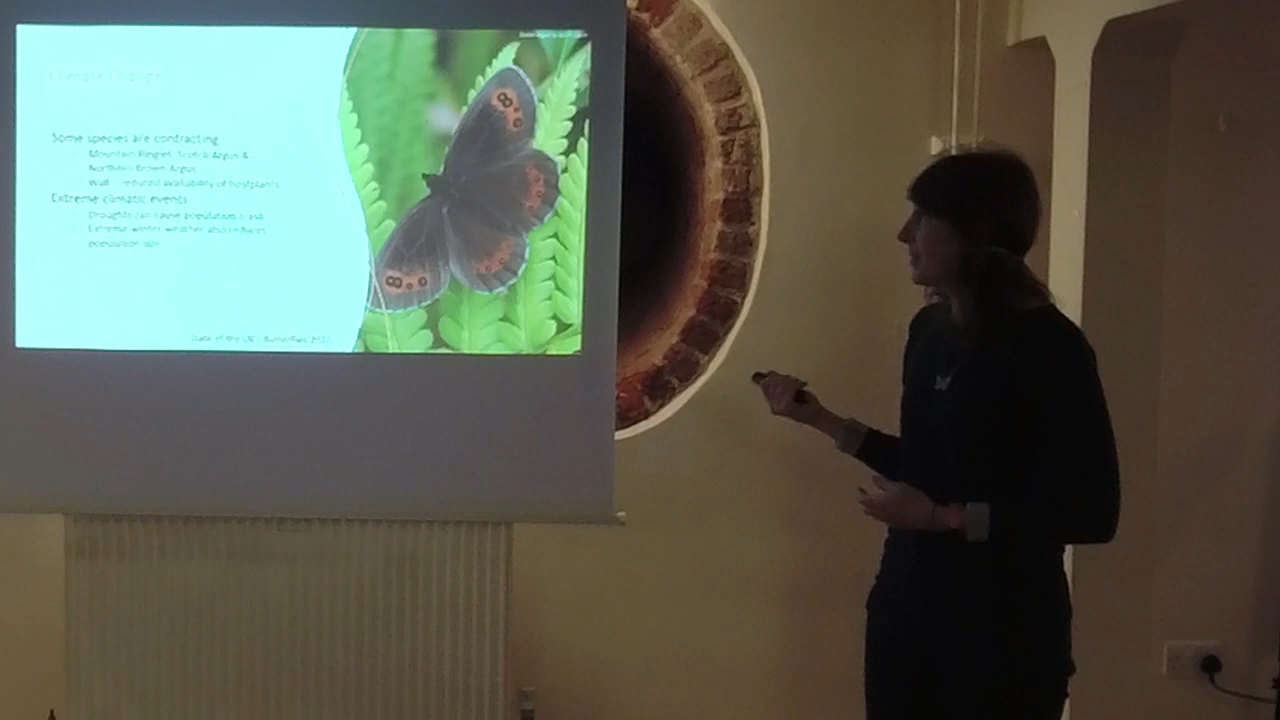 Climate Change
Some species are contracting
Mountain Ringlet, Scotch Argus &
Northern Brown Argus
Wall - reduced availability of hostplants
Extreme climatic events
Droughts can cause population crash
Extreme winter weather also reduces
population size
State of the UK's Butterflies